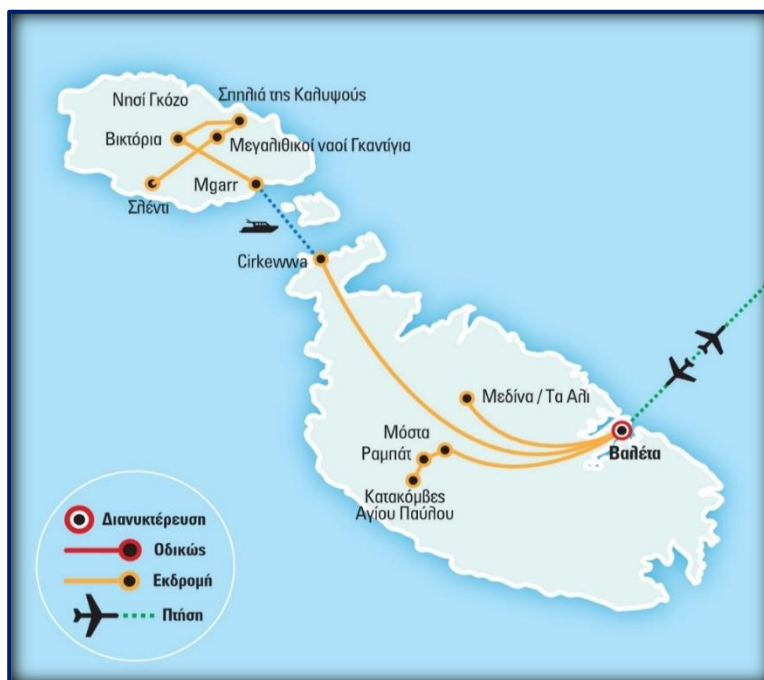 Νησί Γκόζο
Σπηλιά της Καλυψούς
Βικτόρια
Μεγαλιθικοί ναοί Γκαντίγια
Mgarr
Σλέντι
Cirkewwa
Μεδίνα / Τα Αλι
Μόστα
Ραμπάτ
Βαλέτα
Κατακόμβες
Αγίου Παύλου
Διανυκτέρευση
Οδικώς
Εκδρομή
Πτήση